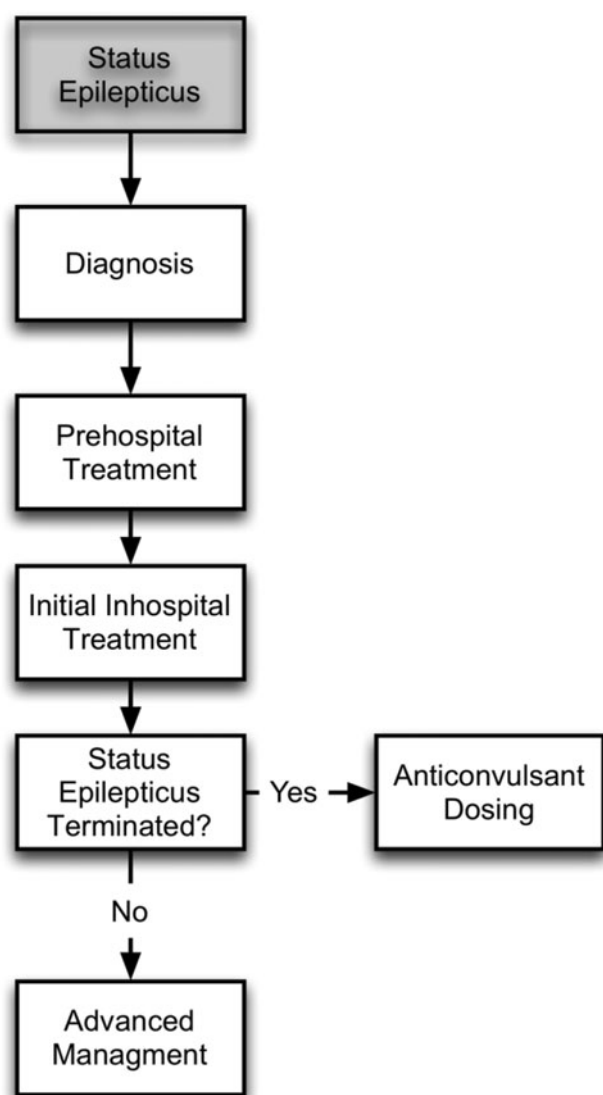 Status
Epilepticus
Diagnosis
Prehospital
Treatment
Initial Inhospital
Treatment
Status
Epilepticus
Terminated?
Yes
Anticonvulsant
Dosing
No
Advanced
Managment